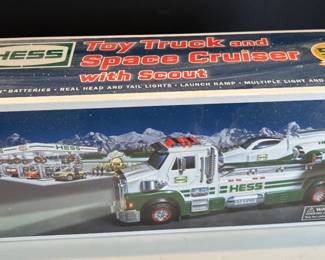 HESS
Toy Truck and
Space Cruiser
with Scout
BATTERIES • REAL HEAD AND TAIL LIGHTS • LAUNCH RAMP • MULTIPLE LIGHT AND
HESS